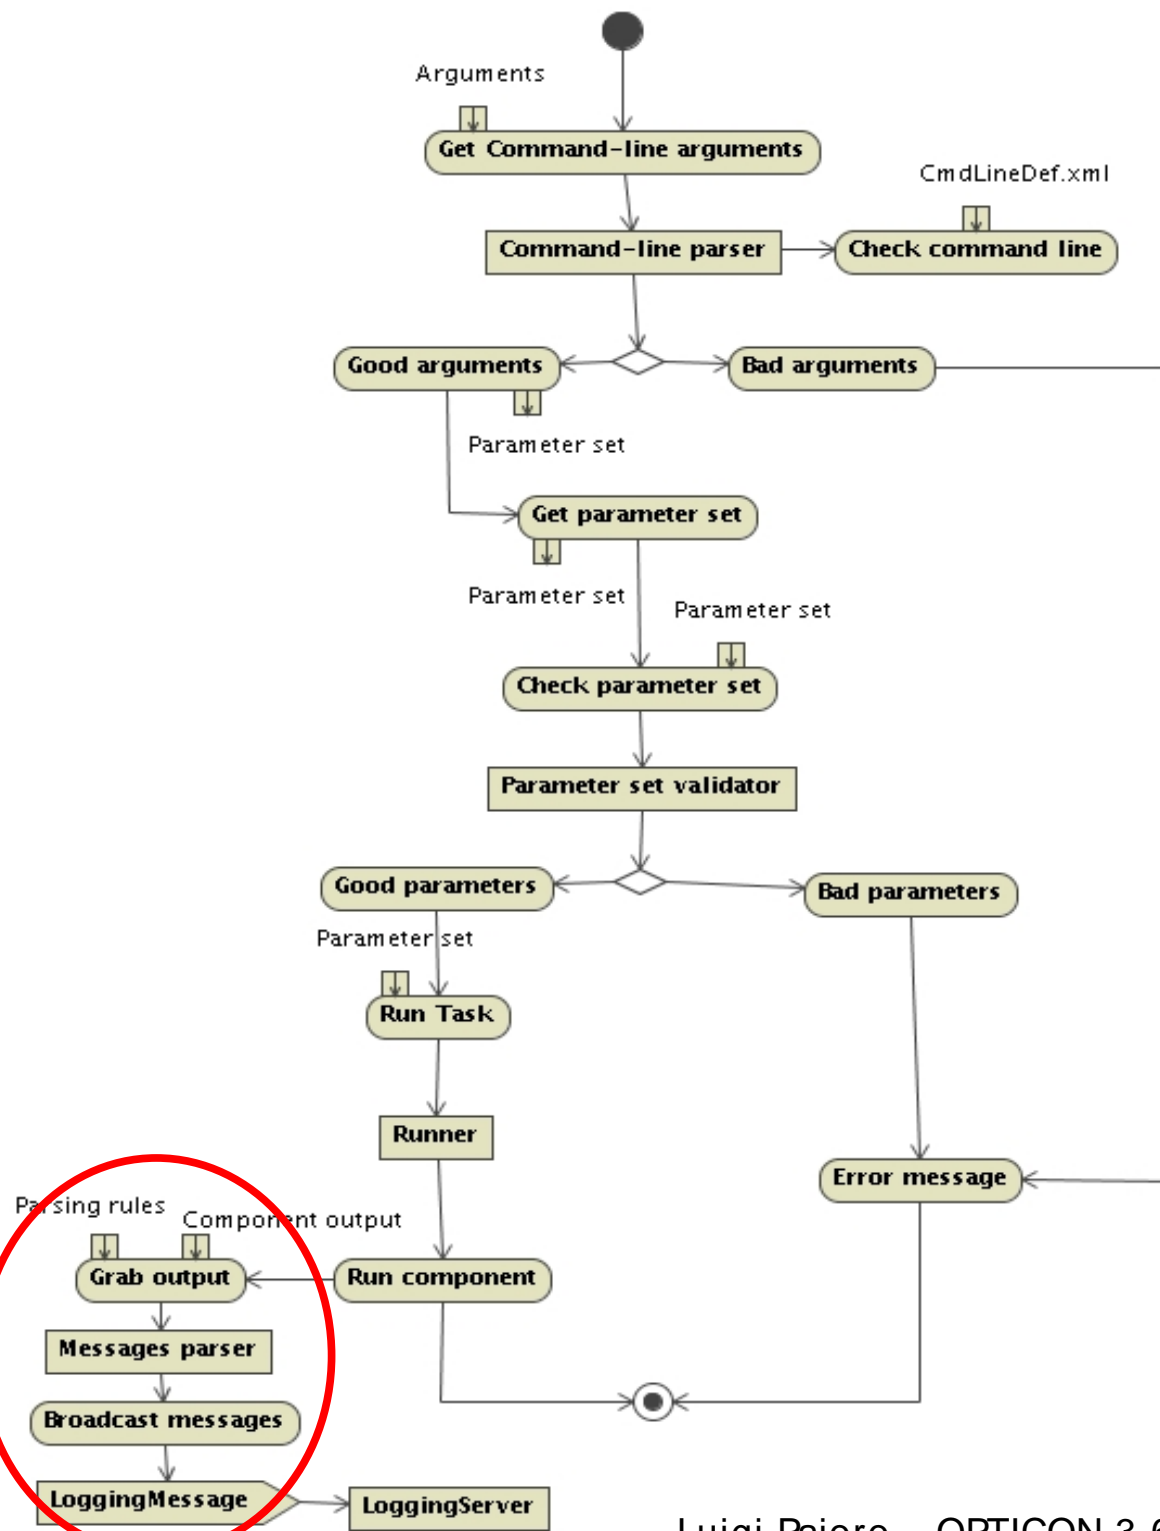 Arguments
Get Command-line arguments
CmdLineDef.xml
Command-line parser
Check command line
Good arguments
Bad arguments
Parameter set
Get parameter set
Parameter set
Parameter set
Check parameter set
Parameter set validator
Good parameters
Bad parameters
Parameter set
Run Task
Runner
Error message
Parsing rules
Component output
Grab output
Run component
Messages parser
Broadcast messages
LoggingMessage
LoggingServer
OPTICON 3.6